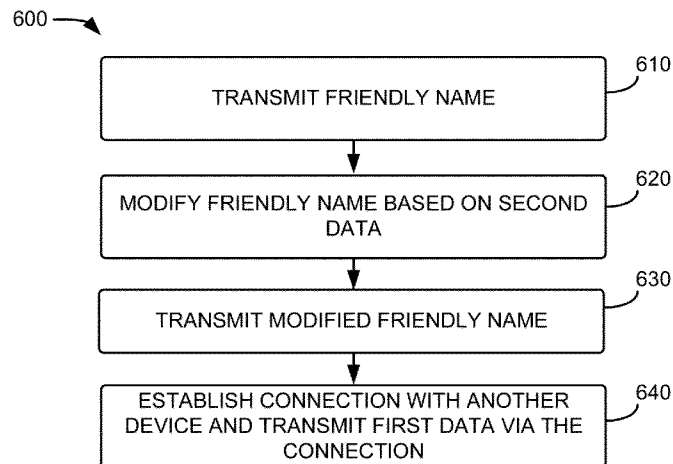 600
610
TRANSMIT FRIENDLY NAME
620
MODIFY FRIENDLY NAME BASED ON SECOND
DATA
630
TRANSMIT MODIFIED FRIENDLY NAME
640
ESTABLISH CONNECTION WITH ANOTHER
DEVICE AND TRANSMIT FIRST DATA VIA THE
CONNECTION